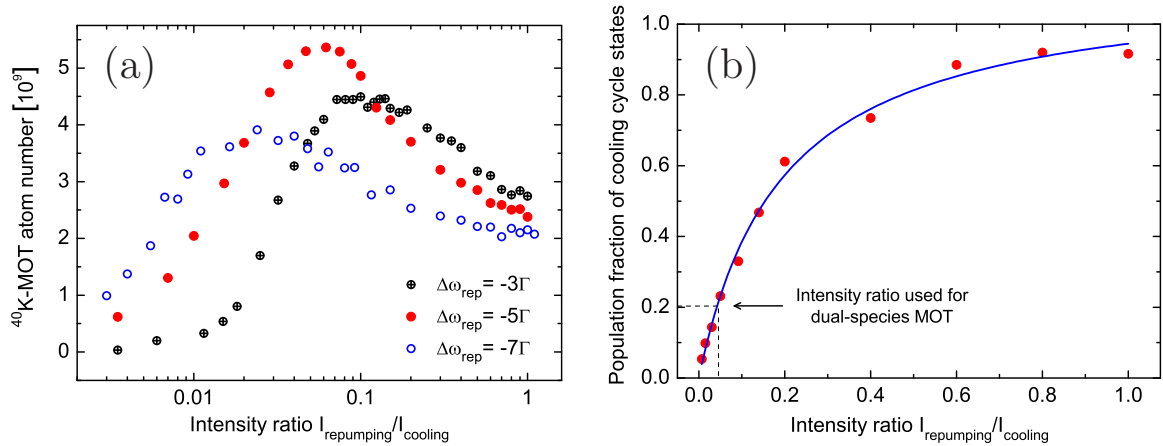 (a)
⁴⁰K-MOT atom number [10⁹]
5
4
3
2
1
0
Δω_rep= -3Γ
Δω_rep= -5Γ
Δω_rep= -7Γ
0.01 0.1 1
Intensity ratio I_repumping/I_cooling
(b)
Population fraction of cooling cycle states
1.0
0.8
0.6
0.4
0.2
0.0
Intensity ratio used for
dual-species MOT
0.0 0.2 0.4 0.6 0.8 1.0
Intensity ratio I_repumping/I_cooling